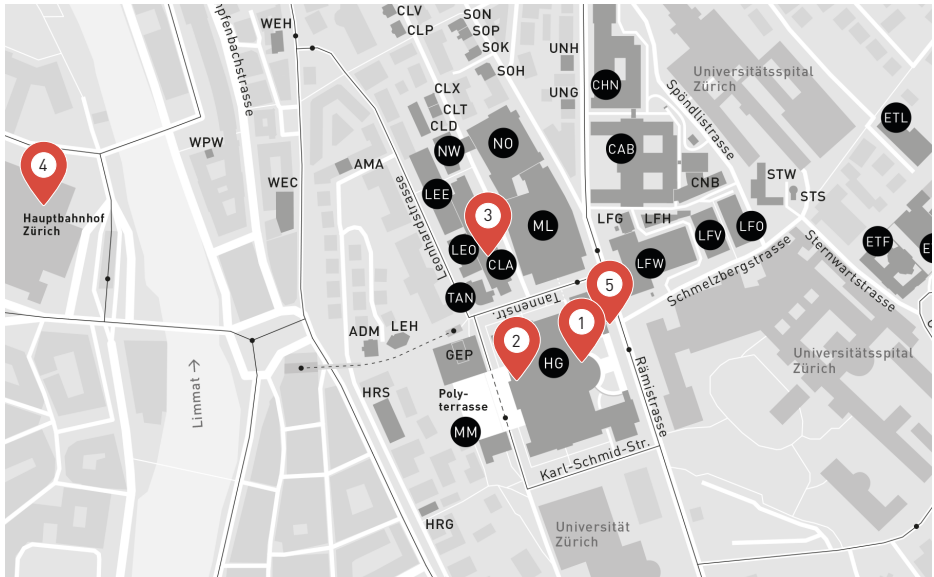 WEH
CLV
CLP
SON
SOP
SOK
SOH
UNH
UNG
CHN
Universitätsspital
Zürich
Spöndlistrasse
ETL
pfenbachstrasse
CLX
CLT
CLD
NW
NO
CAB
WPW
AMA
WEC
4
Hauptbahnhof
Zürich
LEE
Leonhardstrasse
3
ML
CNB
STW
STS
LFG
LFH
LFV
LFO
LEO
CLA
LFW
ETF
E
Schmelzbergstrasse
Sternwartstrasse
TAN
Tannenstr.
5
1
2
ADM
LEH
GEP
HG
Universitätsspital
Zürich
Limmat →
HRS
Poly-
terrasse
MM
Rämistrasse
Karl-Schmid-Str.
HRG
Universität
Zürich